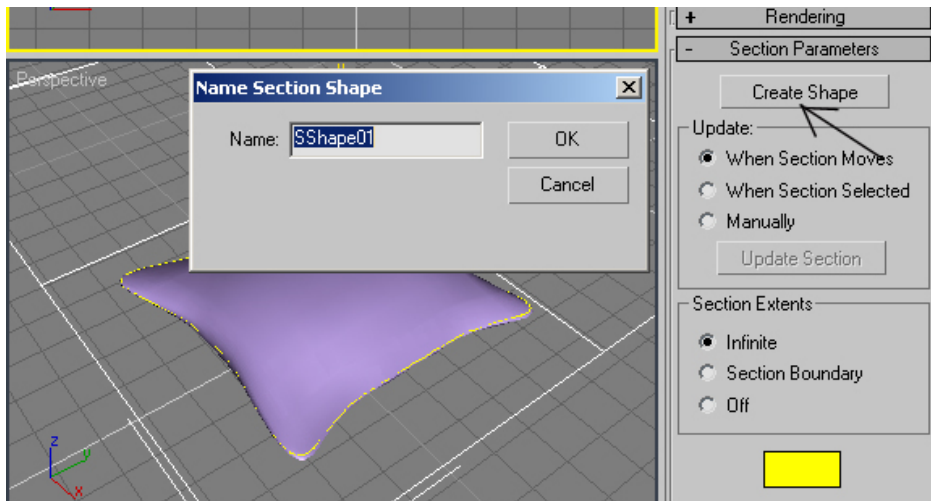 + Rendering
- Section Parameters
Create Shape
Update:
When Section Moves
When Section Selected
Manually
Update Section
Section Extents
Infinite
Section Boundary
Off
Perspective
Name Section Shape
Name: SShape01
OK
Cancel
z
y
x